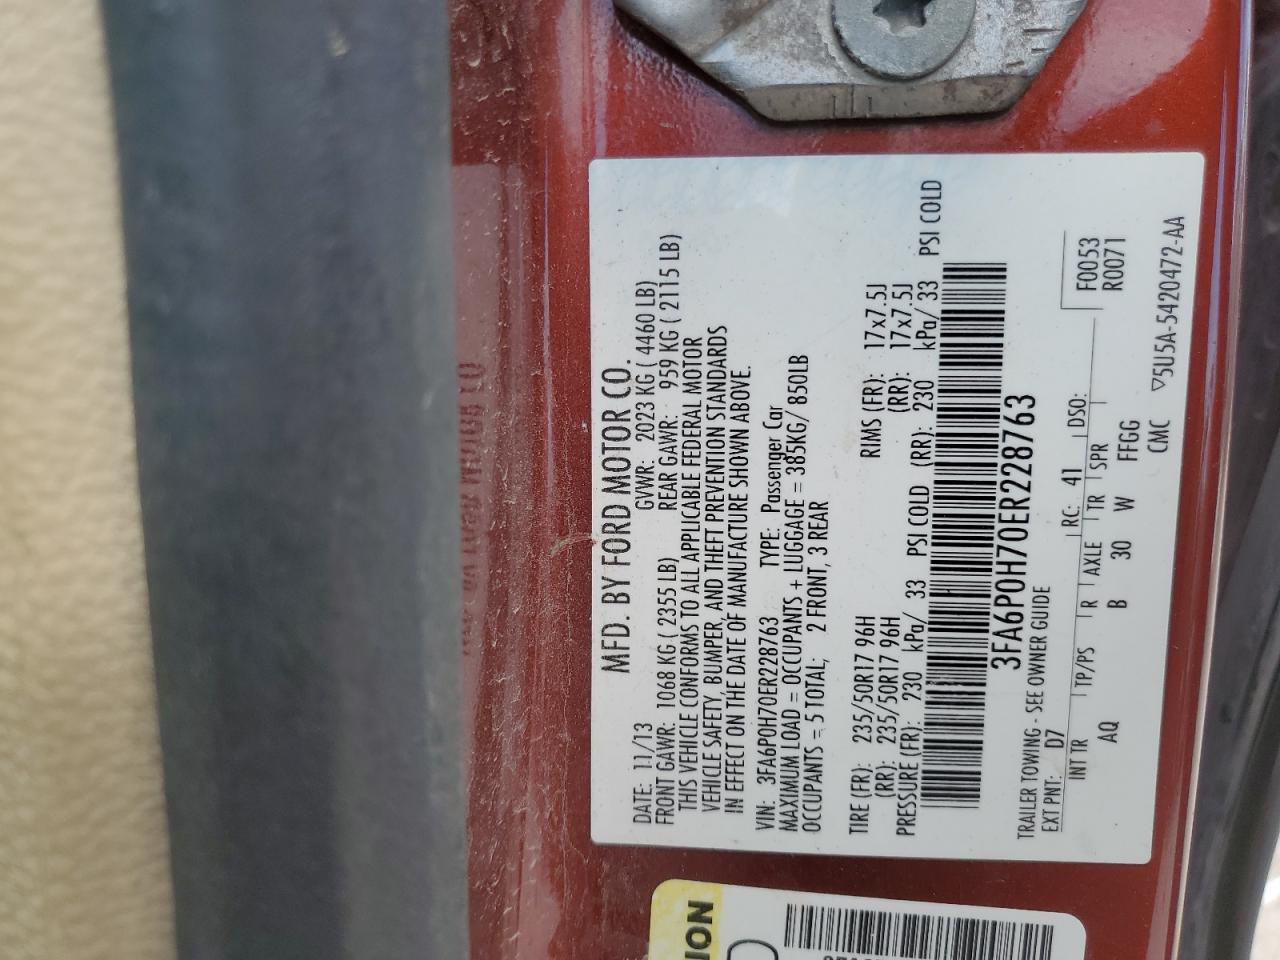 MFD. BY FORD MOTOR CO.
DATE: 11/13 GVWR: 2023 KG ( 4460 LB)
FRONT GAWR: 1068 KG ( 2355 LB) REAR GAWR: 959 KG ( 2115 LB)
THIS VEHICLE CONFORMS TO ALL APPLICABLE FEDERAL MOTOR
VEHICLE SAFETY, BUMPER, AND THEFT PREVENTION STANDARDS
IN EFFECT ON THE DATE OF MANUFACTURE SHOWN ABOVE.
VIN: 3FA6P0H70ER228763 TYPE: Passenger Car
MAXIMUM LOAD = OCCUPANTS + LUGGAGE = 385KG/ 850LB
OCCUPANTS = 5 TOTAL, 2 FRONT, 3 REAR
TIRE (FR): 235/50R17 96H RIMS (FR): 17x7.5J
(RR): 235/50R17 96H (RR): 17x7.5J
PRESSURE (FR): 230 kPa/ 33 PSI COLD (RR): 230 kPa/ 33 PSI COLD
3FA6P0H70ER228763
TRAILER TOWING - SEE OWNER GUIDE F0053
EXT PNT: D7 RC: 41 DSO: R0071
INT TR TP/PS R AXLE TR SPR
AQ B 30 W FFGG
CMC ▽5U5A-5420472-AA
ION